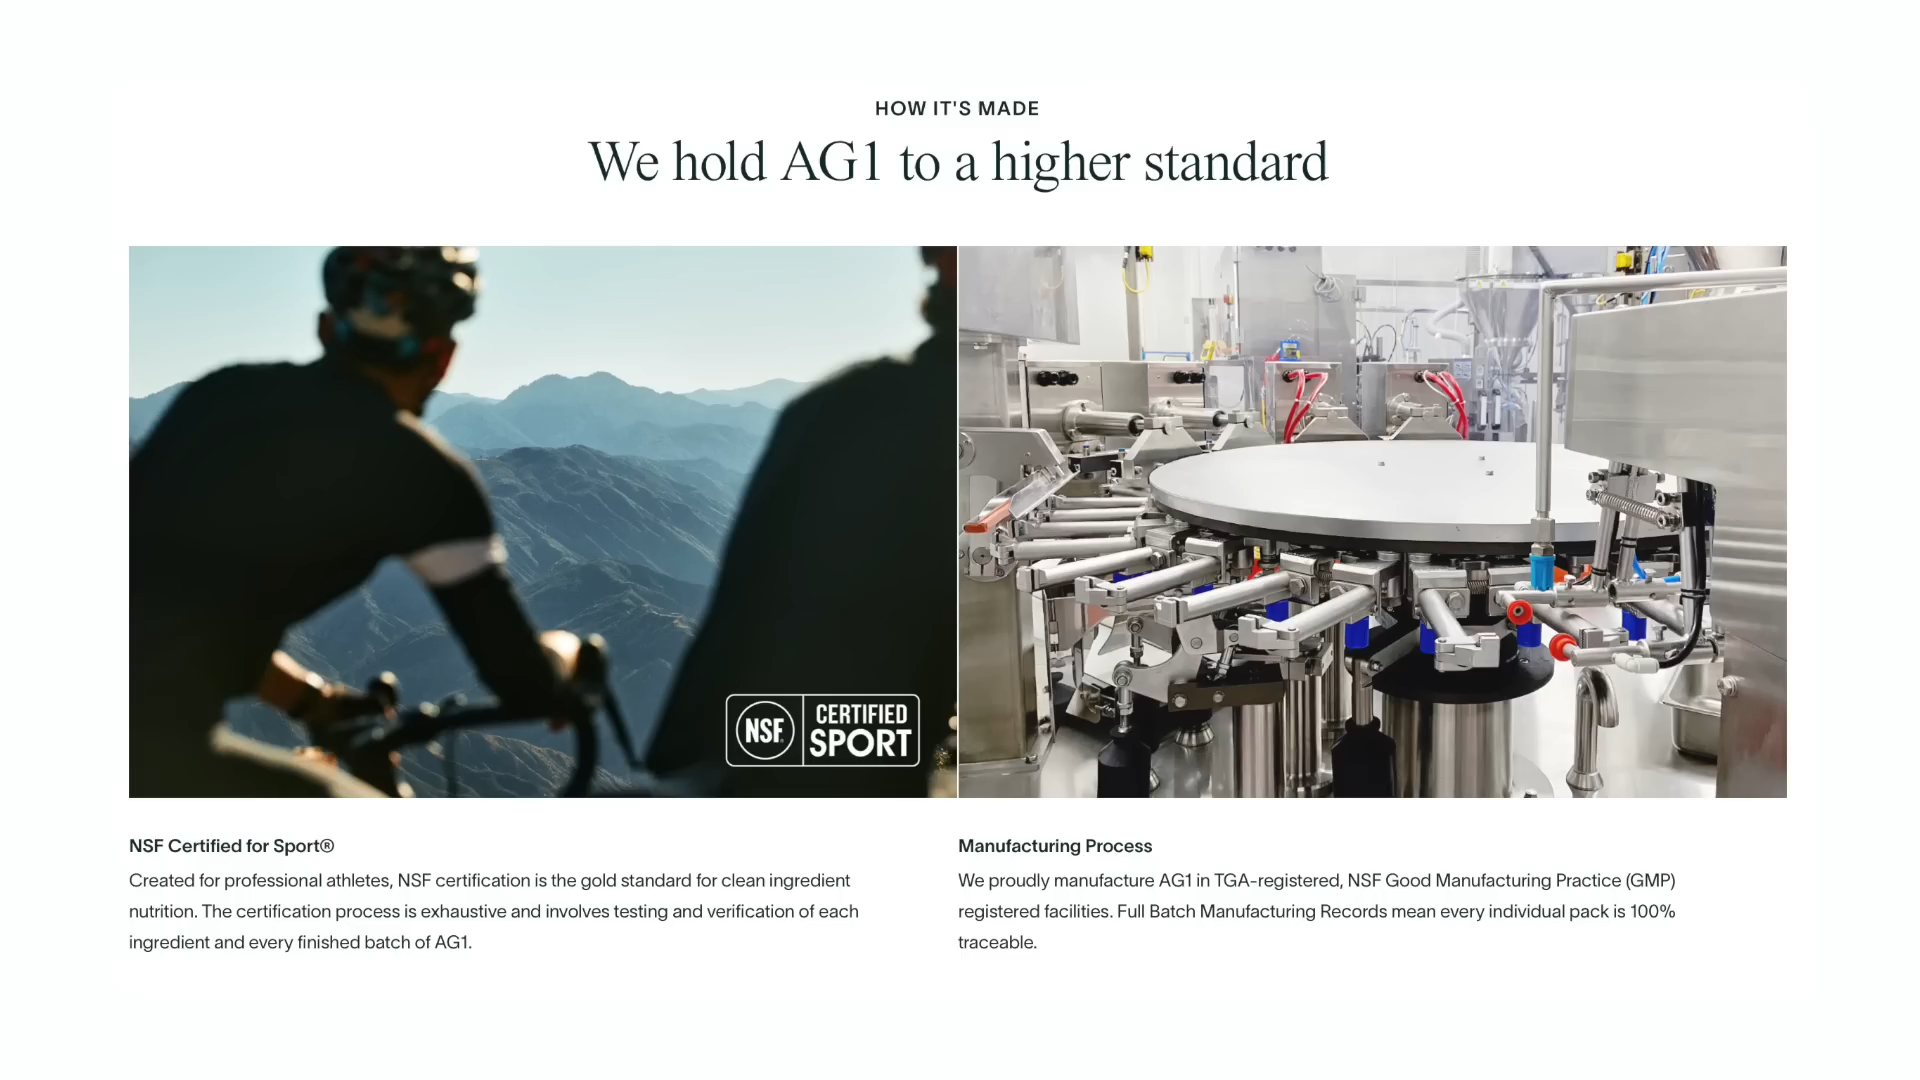 HOW IT'S MADE
We hold AG1 to a higher standard
NSF
CERTIFIED
SPORT
NSF Certified for Sport®
Created for professional athletes, NSF certification is the gold standard for clean ingredient
nutrition. The certification process is exhaustive and involves testing and verification of each
ingredient and every finished batch of AG1.
Manufacturing Process
We proudly manufacture AG1 in TGA-registered, NSF Good Manufacturing Practice (GMP)
registered facilities. Full Batch Manufacturing Records mean every individual pack is 100%
traceable.